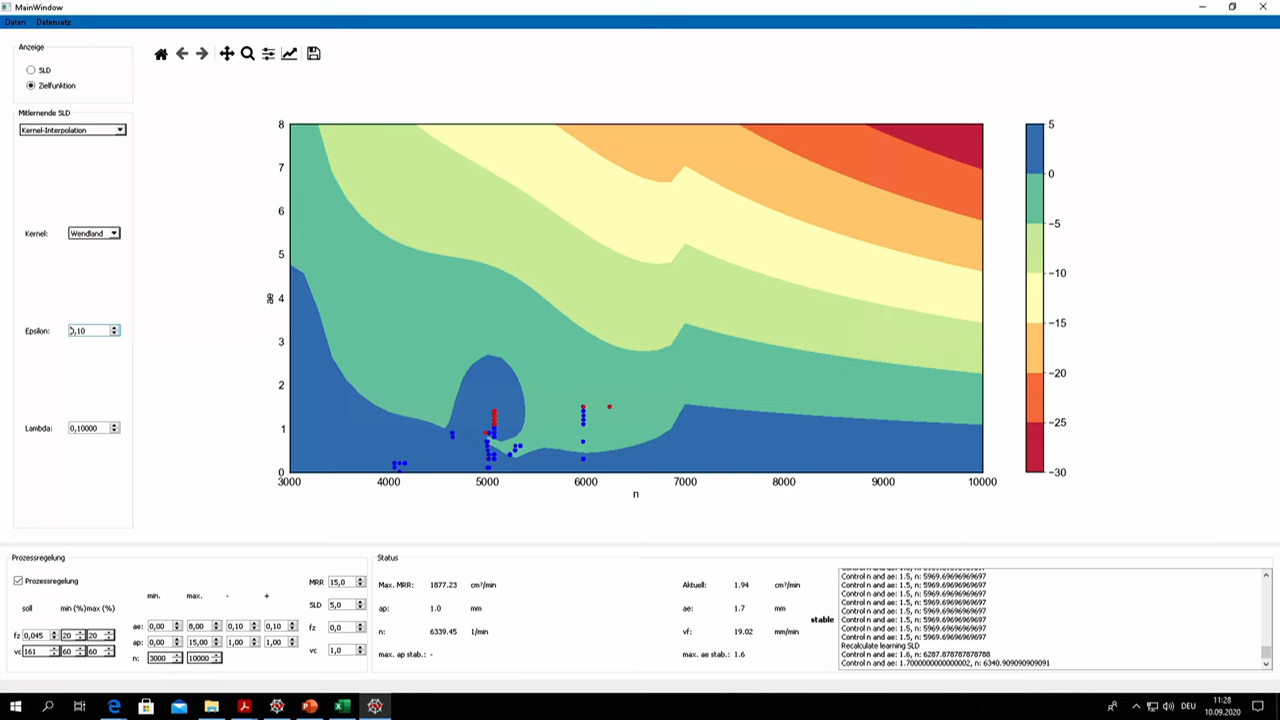 MainWindow
Daten Datensatz
Anzeige
SLD
Zielfunktion
Mitlernende SLD
Kernel-Interpolation
Kernel: Wendland
Epsilon: 0,10
Lambda: 0,10000
8
7
6
5
4
3
2
1
0
ae
3000 4000 5000 6000 7000 8000 9000 10000
n
5
0
−5
−10
−15
−20
−25
−30
Prozessregelung
Prozessregelung
soll min (%) max (%)
fz 0,045 20 20
vc 161 60 60
min. max. - +
ae: 0,00 8,00 0,10 0,10
ap: 0,00 15,00 1,00 1,00
n: 3000 10000
MRR 15,0
SLD 5,0
fz 0,0
vc 1,0
Status
Max. MRR: 1877.23 cm³/min
ap: 1.0 mm
n: 6339.45 1/min
max. ap stab.: -
Aktuell: 1.94 cm³/min
ae: 1.7 mm
vf: 19.02 mm/min
max. ae stab.: 1.6
stable
Control n and ae: 1.5, n: 5969.69696969697
Control n and ae: 1.5, n: 5969.69696969697
Control n and ae: 1.5, n: 5969.69696969697
Control n and ae: 1.5, n: 5969.69696969697
Control n and ae: 1.5, n: 5969.69696969697
Control n and ae: 1.5, n: 5969.69696969697
Control n and ae: 1.5, n: 5969.69696969697
Control n and ae: 1.5, n: 5969.69696969697
Recalculate learning SLD
Control n and ae: 1.6, n: 6287.878787878788
Control n and ae: 1.7000000000000002, n: 6340.909090909091
DEU
11:28
10.09.2020